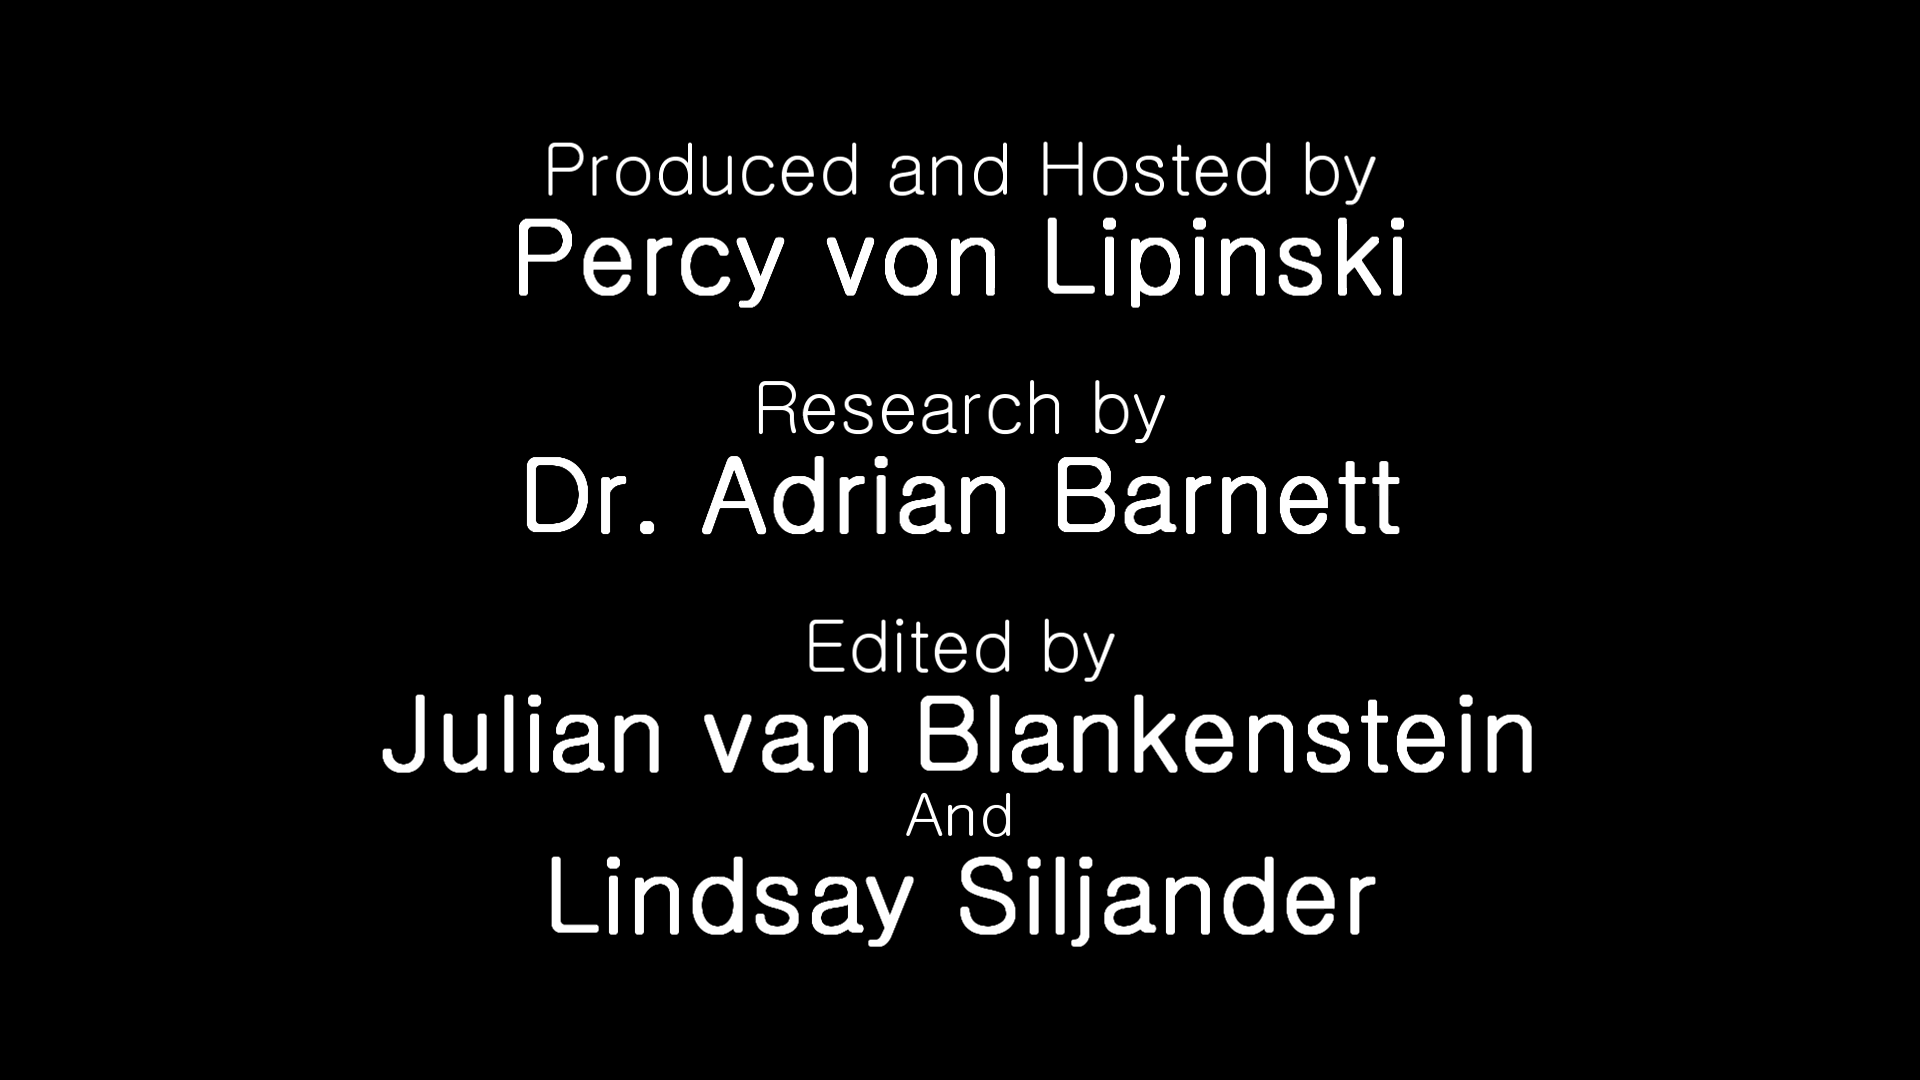 Produced and Hosted by
Percy von Lipinski
Research by
Dr. Adrian Barnett
Edited by
Julian van Blankenstein
And
Lindsay Siljander